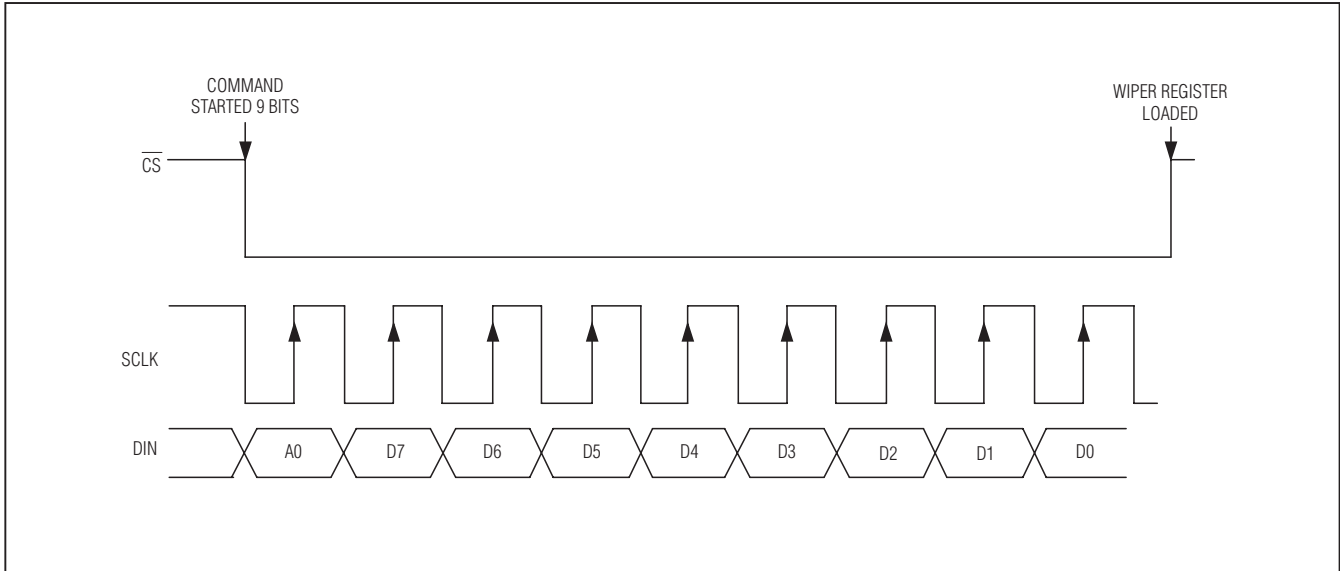 COMMAND
STARTED 9 BITS
WIPER REGISTER
LOADED
CS
SCLK
DIN
A0 D7 D6 D5 D4 D3 D2 D1 D0